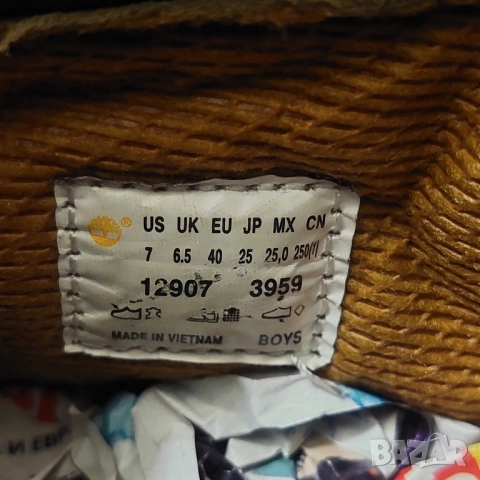 ® US UK EU JP MX CN
7 6.5 40 25 25,0 250(1)
12907 3959
MADE IN VIETNAM BOYS
BAZAR